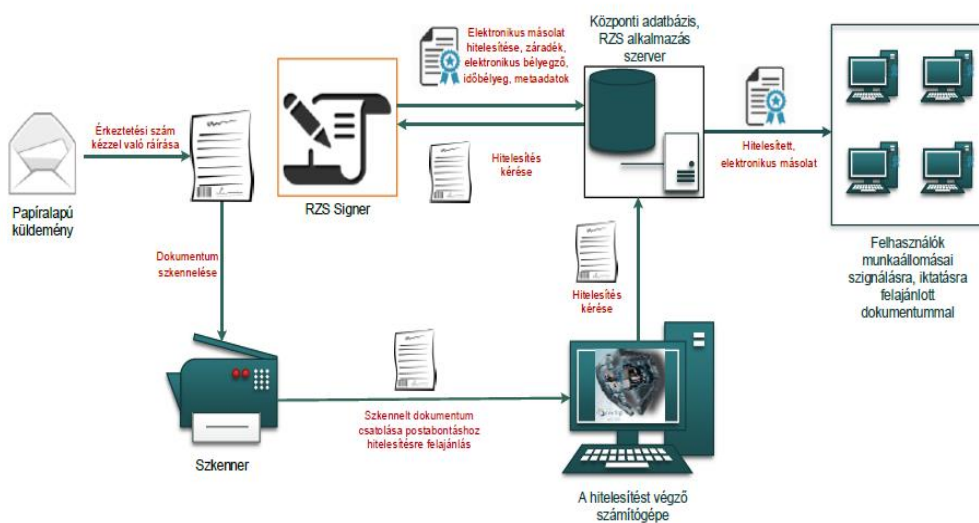 Elektronikus másolat
hitelesítése, záradék,
elektronikus bélyegző,
időbélyeg, metaadatok
Központi adatbázis,
RZS alkalmazás
szerver
Érkeztetési szám
kézzel való ráírása
Papíralapú
küldemény
RZS Signer
Hitelesítés
kérése
Hitelesített,
elektronikus másolat
Felhasználók
munkaállomásai
szignálásra, iktatásra
felajánlott
dokumentummal
Dokumentum
szkennelése
Hitelesítés
kérése
Szkennelt dokumentum
csatolása postabontáshoz
hitelesítésre felajánlás
Szkenner
A hitelesítést végző
számítógépe